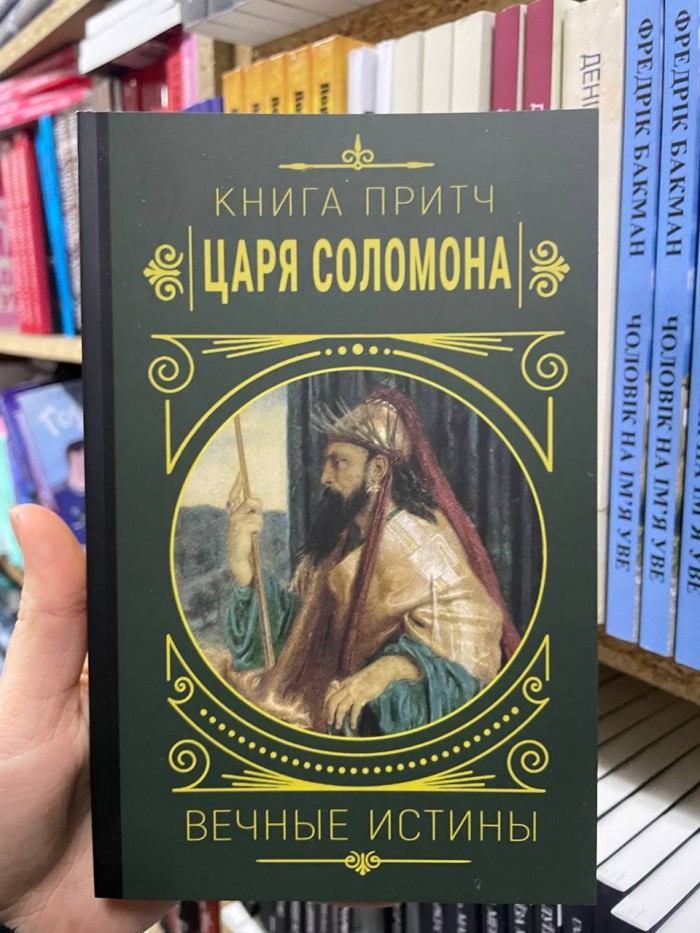 КНИГА ПРИТЧ
ЦАРЯ СОЛОМОНА
ВЕЧНЫЕ ИСТИНЫ
ФРЕДРІК БАКМАН ЧОЛОВІК НА ІМ'Я УВЕ
ФРЕДРІК БАКМАН ЧОЛОВІК НА ІМ'Я УВЕ